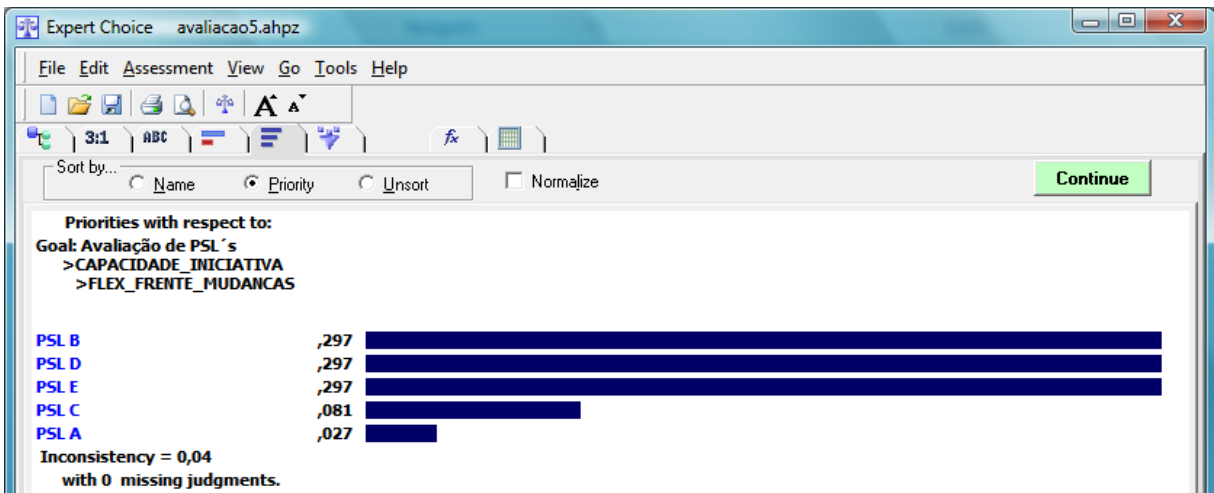 Expert Choice avaliacao5.ahpz
File Edit Assessment View Go Tools Help
A A
3:1 ABC fx
Sort by...
Name Priority Unsort Normalize Continue
Priorities with respect to:
Goal: Avaliação de PSL´s
>CAPACIDADE_INICIATIVA
>FLEX_FRENTE_MUDANCAS
PSL B ,297
PSL D ,297
PSL E ,297
PSL C ,081
PSL A ,027
Inconsistency = 0,04
with 0 missing judgments.